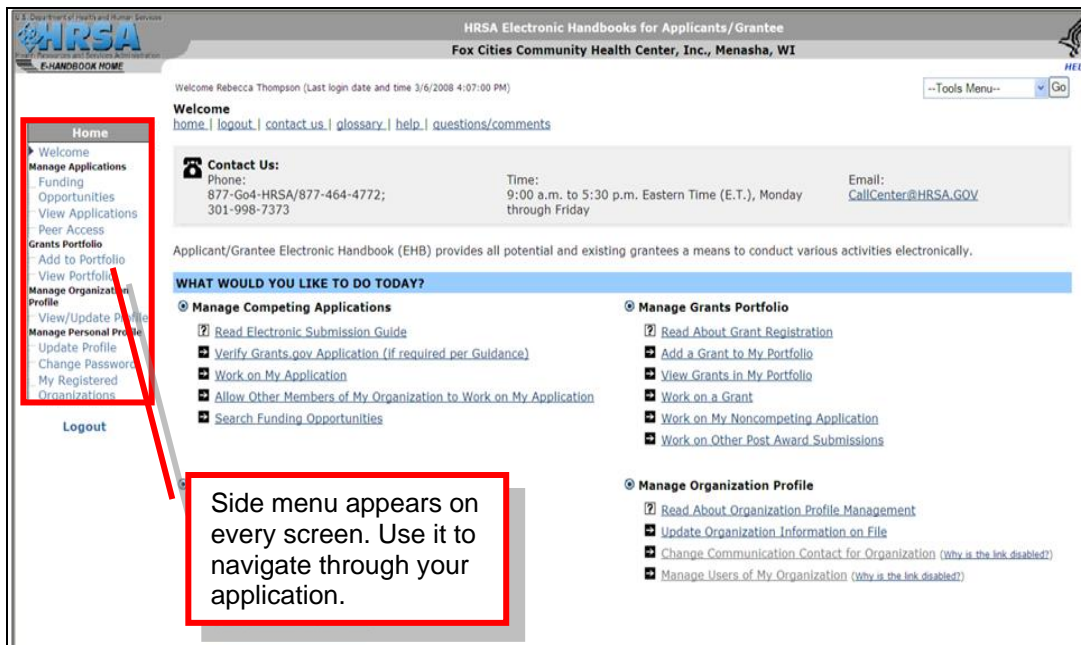 U.S. Department of Health and Human Services
HRSA
Health Resources and Services Administration
E-HANDBOOK HOME
HRSA Electronic Handbooks for Applicants/Grantee
Fox Cities Community Health Center, Inc., Menasha, WI
Welcome Rebecca Thompson (Last login date and time 3/6/2008 4:07:00 PM)
--Tools Menu-- Go
Welcome
home | logout | contact us | glossary | help | questions/comments
Home
Welcome
Manage Applications
Funding
Opportunities
View Applications
Peer Access
Grants Portfolio
Add to Portfolio
View Portfolio
Manage Organization
Profile
View/Update Profile
Manage Personal Profile
Update Profile
Change Password
My Registered
Organizations
Logout
Contact Us:
Phone:
877-Go4-HRSA/877-464-4772;
301-998-7373
Time:
9:00 a.m. to 5:30 p.m. Eastern Time (E.T.), Monday
through Friday
Email:
CallCenter@HRSA.GOV
Applicant/Grantee Electronic Handbook (EHB) provides all potential and existing grantees a means to conduct various activities electronically.
WHAT WOULD YOU LIKE TO DO TODAY?
Manage Competing Applications
Read Electronic Submission Guide
Verify Grants.gov Application (if required per Guidance)
Work on My Application
Allow Other Members of My Organization to Work on My Application
Search Funding Opportunities
Manage Grants Portfolio
Read About Grant Registration
Add a Grant to My Portfolio
View Grants in My Portfolio
Work on a Grant
Work on My Noncompeting Application
Work on Other Post Award Submissions
Side menu appears on
every screen. Use it to
navigate through your
application.
Manage Organization Profile
Read About Organization Profile Management
Update Organization Information on File
Change Communication Contact for Organization (Why is the link disabled?)
Manage Users of My Organization (Why is the link disabled?)